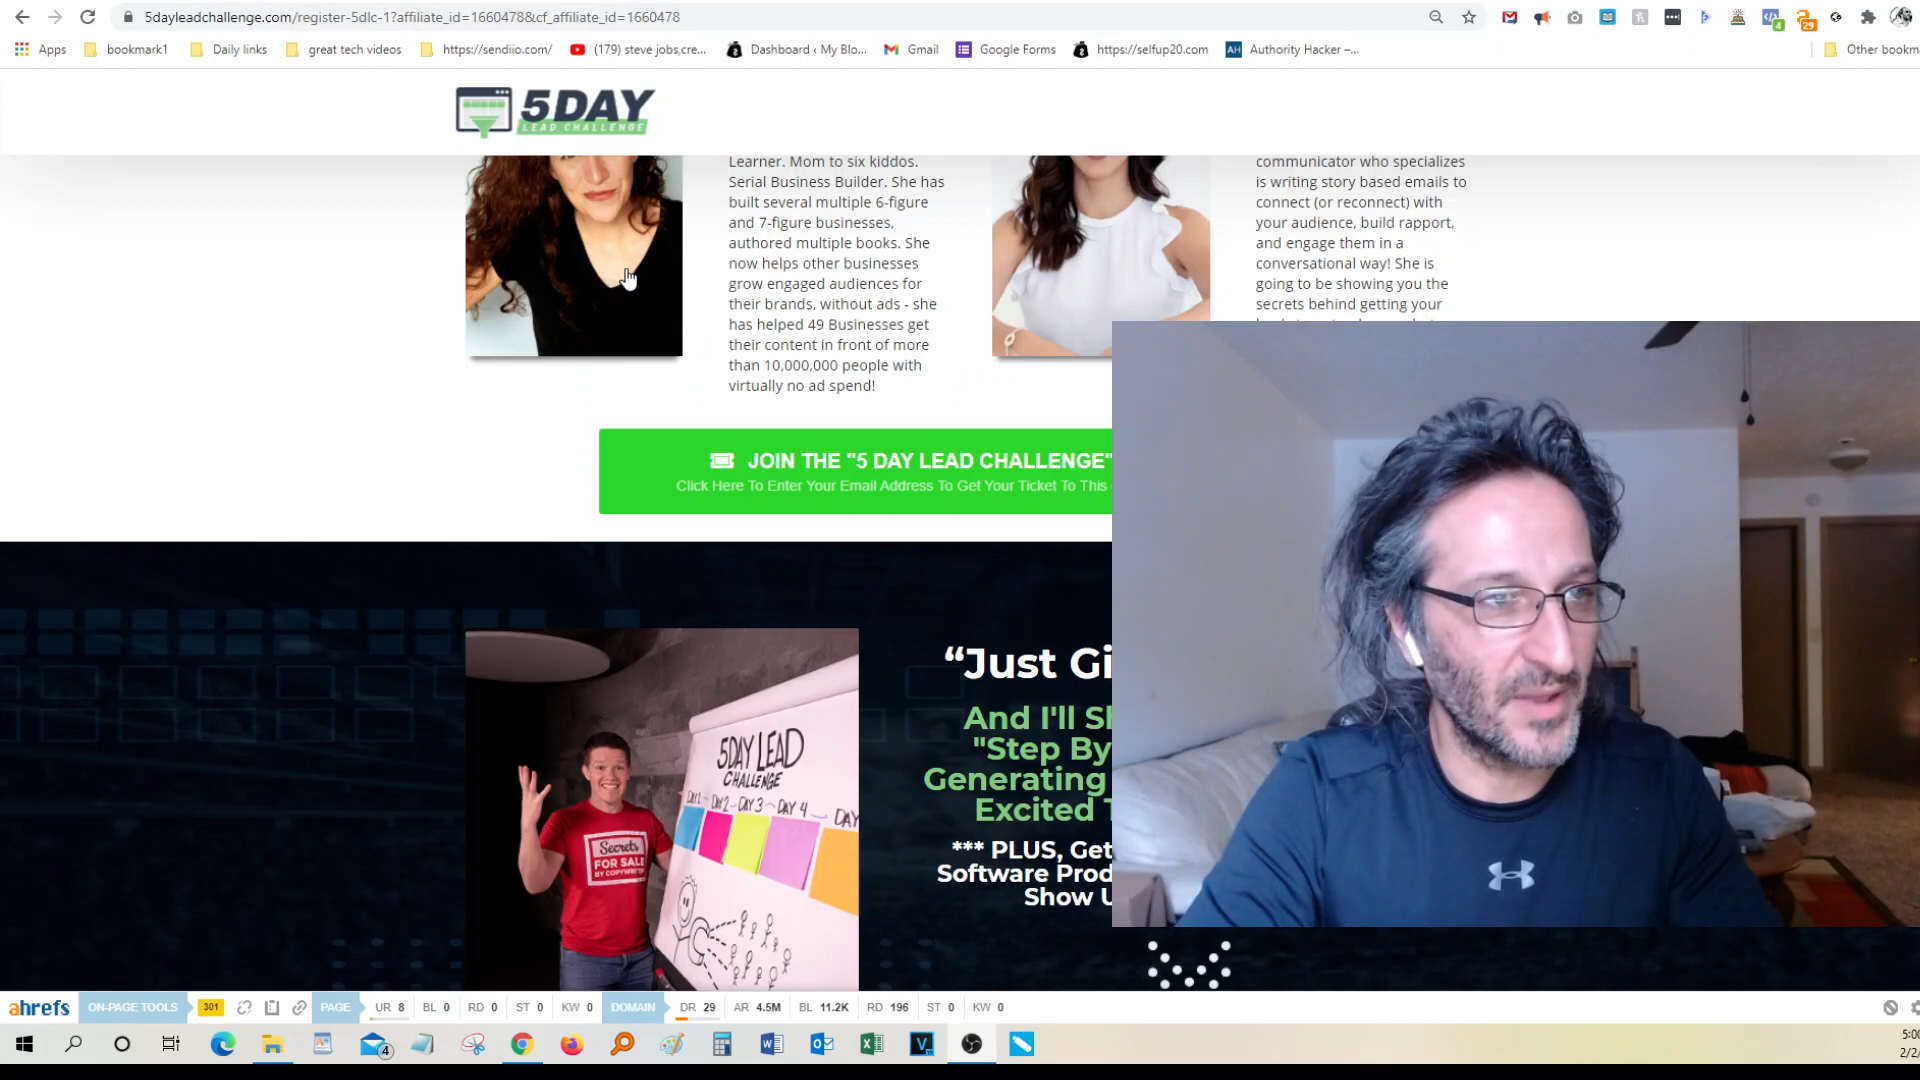 5dayleadchallenge.com/register-5dlc-1?affiliate_id=1660478&cf_affiliate_id=1660478
4
29
Apps
bookmark1
Daily links
great tech videos
https://sendiio.com/
(179) steve jobs,cre...
Dashboard ‹ My Blo...
Gmail
Google Forms
https://selfup20.com
AH
Authority Hacker –...
Other bookm
5DAY
LEAD CHALLENGE
Learner. Mom to six kiddos.
Serial Business Builder. She has
built several multiple 6-figure
and 7-figure businesses,
authored multiple books. She
now helps other businesses
grow engaged audiences for
their brands, without ads - she
has helped 49 Businesses get
their content in front of more
than 10,000,000 people with
virtually no ad spend!
communicator who specializes
is writing story based emails to
connect (or reconnect) with
your audience, build rapport,
and engage them in a
conversational way! She is
going to be showing you the
secrets behind getting your
JOIN THE "5 DAY LEAD CHALLENGE"
Click Here To Enter Your Email Address To Get Your Ticket To This
5DAY LEAD
CHALLENGE
DAY 1 DAY 2 DAY 3 DAY 4 DAY
Secrets
FOR SALE
BY COPYWRITER
“Just Gi
And I'll Sh
"Step By
Generating
Excited T
*** PLUS, Get
Software Prod
Show U
ahrefs ON-PAGE TOOLS 301 PAGE UR 8 BL 0 RD 0 ST 0 KW 0 DOMAIN DR 29 AR 4.5M BL 11.2K RD 196 ST 0 KW 0
4
V
5:00
2/2/